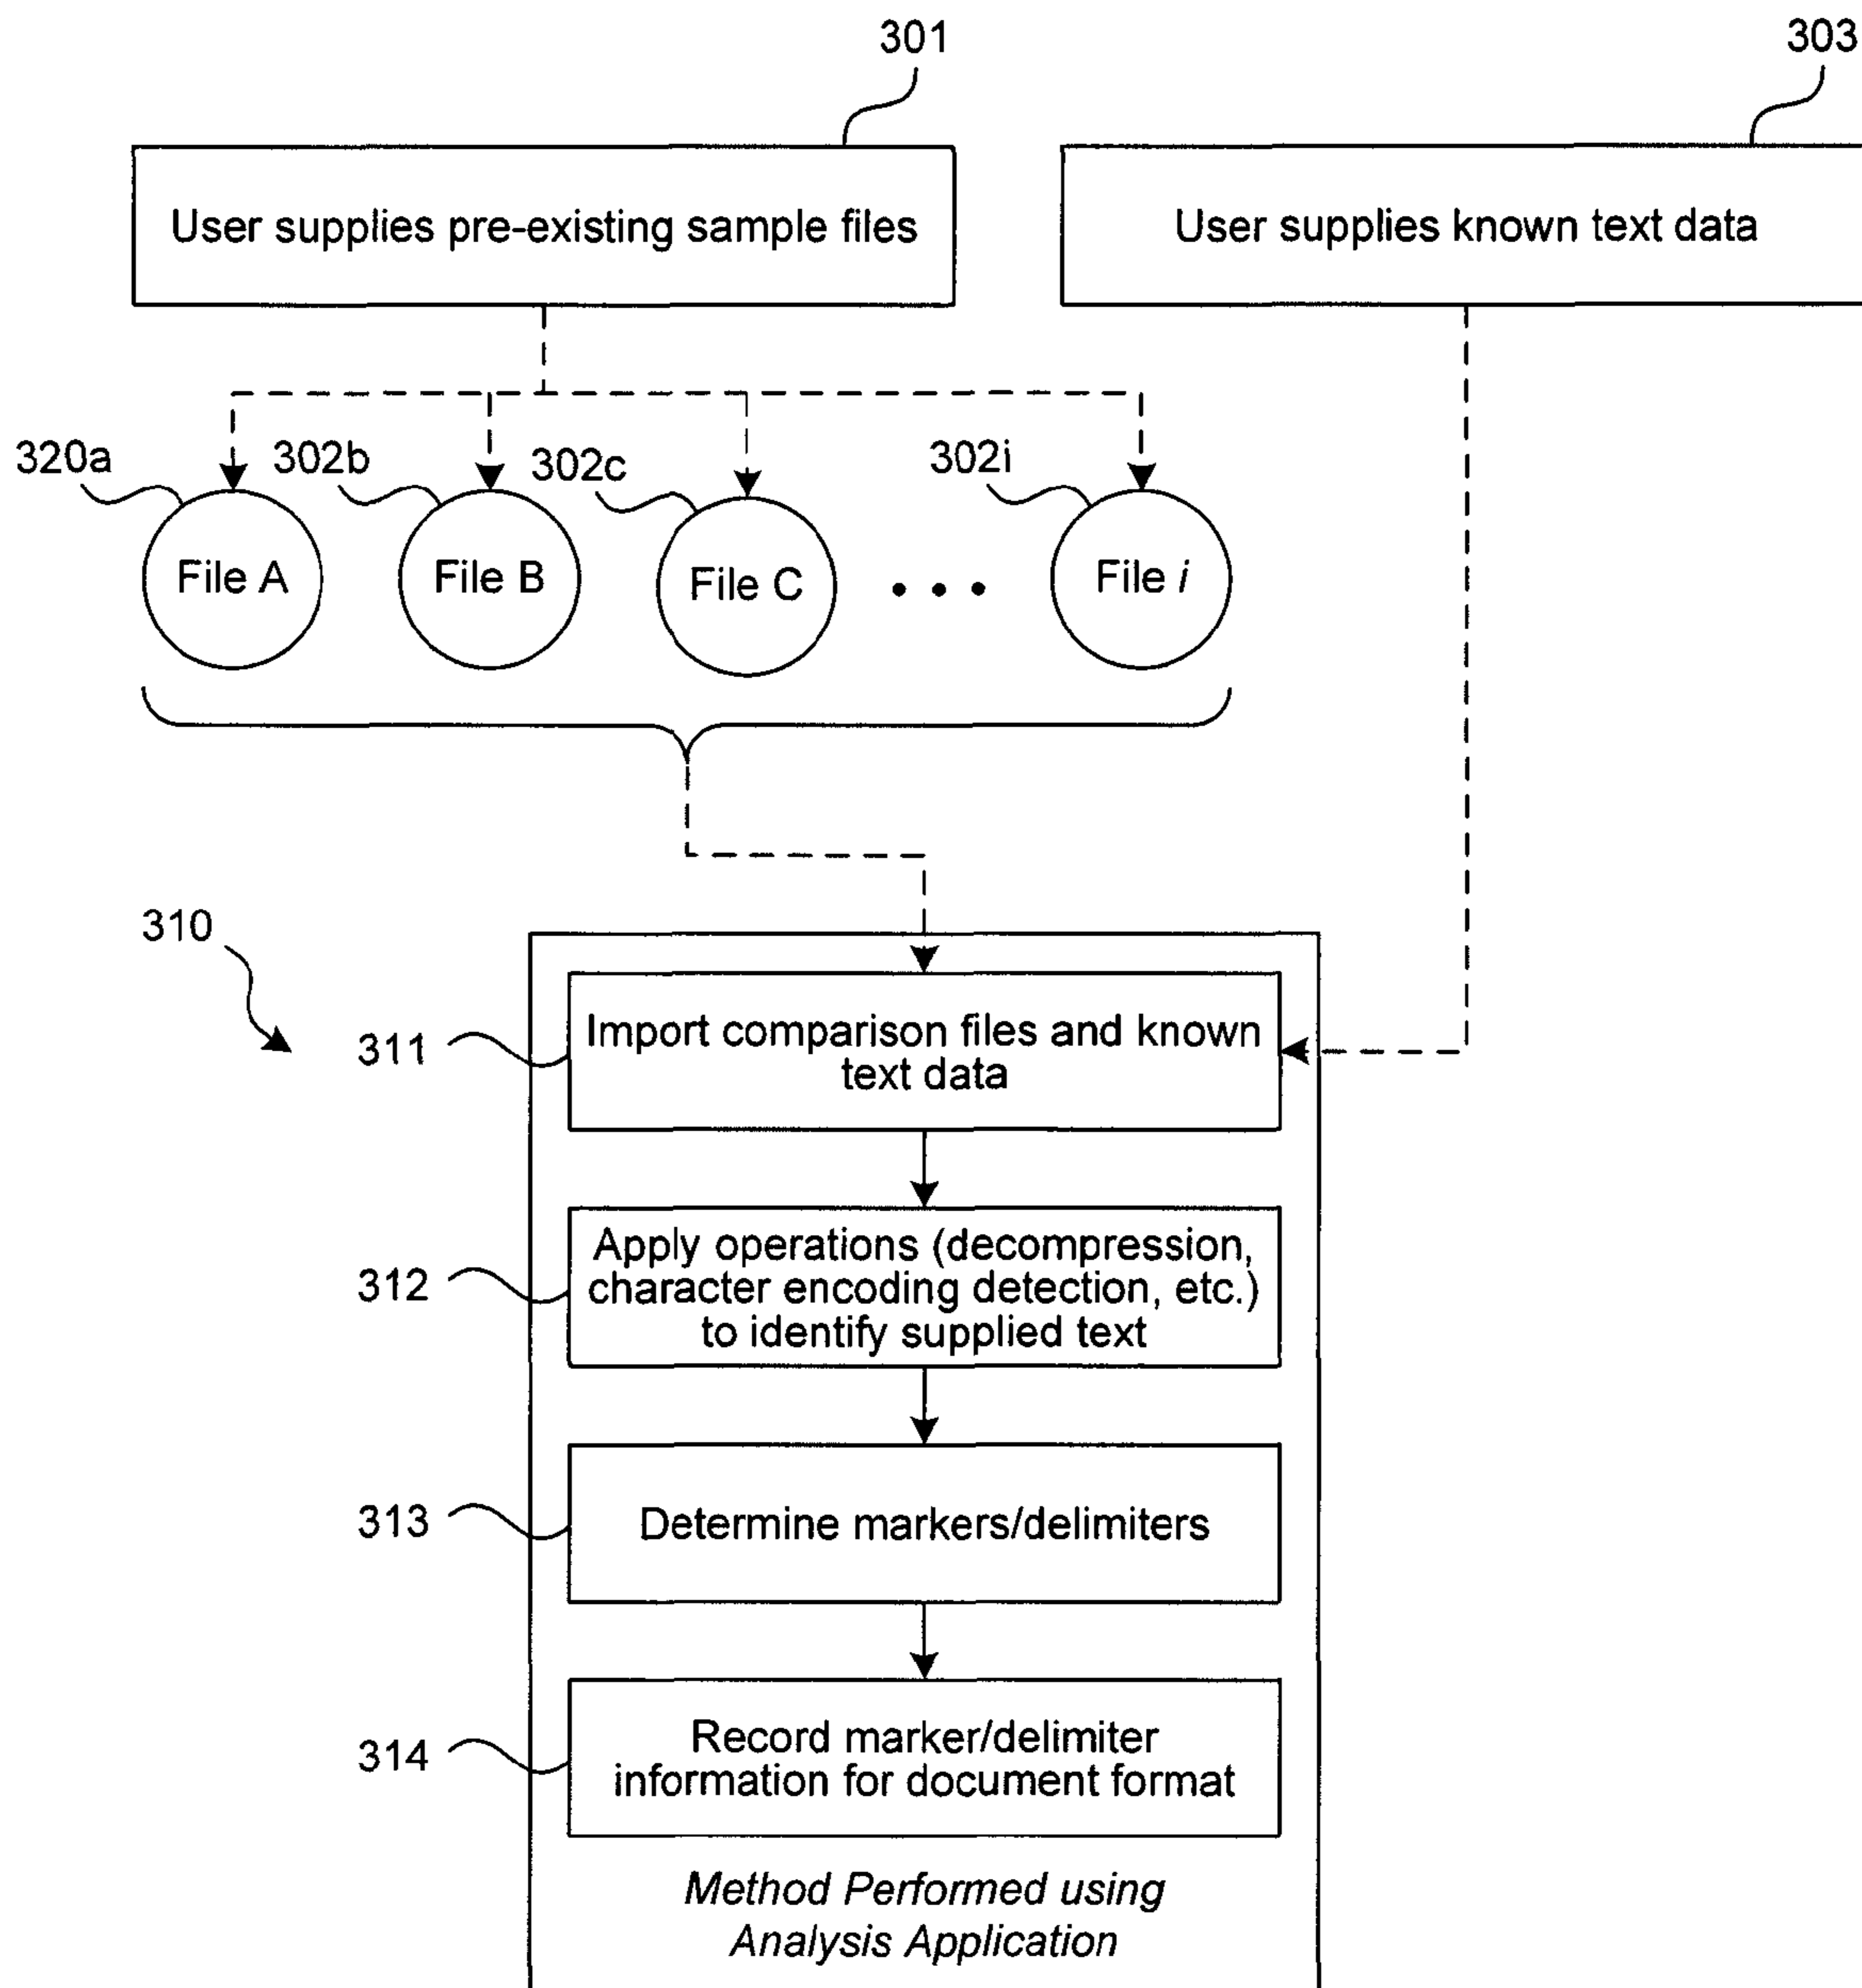 301
303
User supplies pre-existing sample files
User supplies known text data
320a
302b
302c
302i
File A
File B
File C
• • •
File i
310
311
Import comparison files and known
text data
312
Apply operations (decompression,
character encoding detection, etc.)
to identify supplied text
313
Determine markers/delimiters
314
Record marker/delimiter
information for document format
Method Performed using
Analysis Application